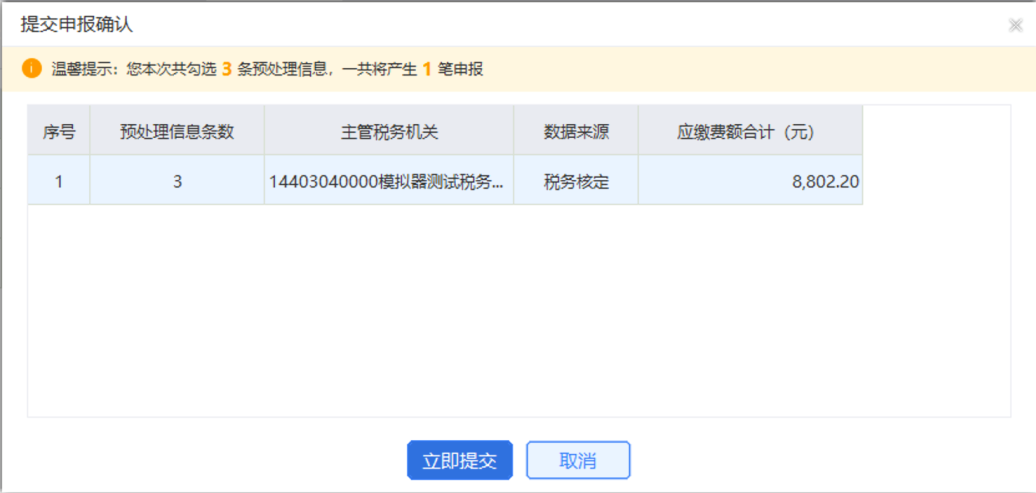 提交申报确认
温馨提示：您本次共勾选 3 条预处理信息，一共将产生 1 笔申报
序号 预处理信息条数 主管税务机关 数据来源 应缴费额合计（元）
1 3 14403040000模拟器测试税务... 税务核定 8,802.20
立即提交 取消